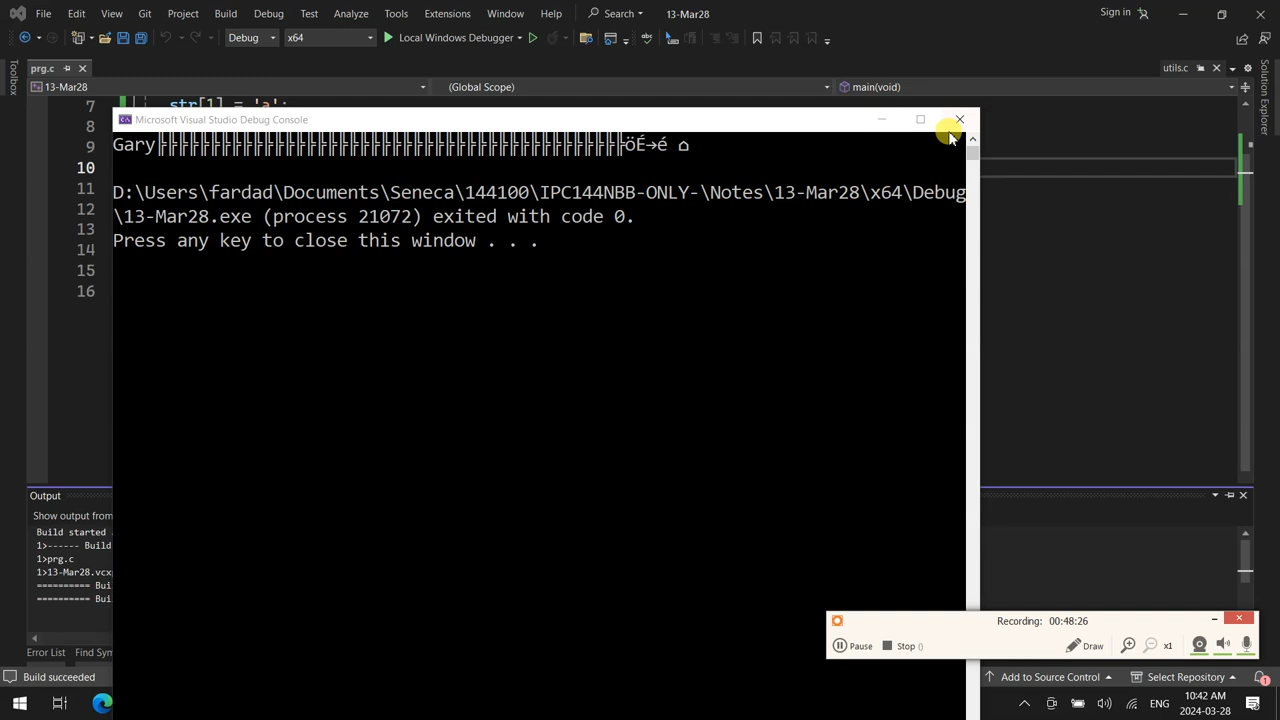 File Edit View Git Project Build Debug Test Analyze Tools Extensions Window Help Search 13-Mar28 Sign in
Debug x64 Local Windows Debugger
Toolbox
prg.c utils.c
Solution Explorer
13-Mar28 (Global Scope) main(void)
7 str[1] = 'a';
Microsoft Visual Studio Debug Console
8
9 Gary╠╠╠╠╠╠╠╠╠╠╠╠╠╠╠╠╠╠╠╠╠╠╠╠╠╠╠╠╠╠╠╠╠╠╠╠╠╠╠╠╠╠╠╠öÉ→é ⌂
10
11 D:\Users\fardad\Documents\Seneca\144100\IPC144NBB-ONLY-\Notes\13-Mar28\x64\Debug
12 \13-Mar28.exe (process 21072) exited with code 0.
13 Press any key to close this window . . .
14
15
16
Output
Show output from
Build started
1>------ Build
1>prg.c
1>13-Mar28.vcx
========== Bui
========== Bui
Recording: 00:48:26
Pause Stop () Draw x1
Error List Find Sym
Build succeeded Add to Source Control Select Repository 1
ENG 10:42 AM
2024-03-28